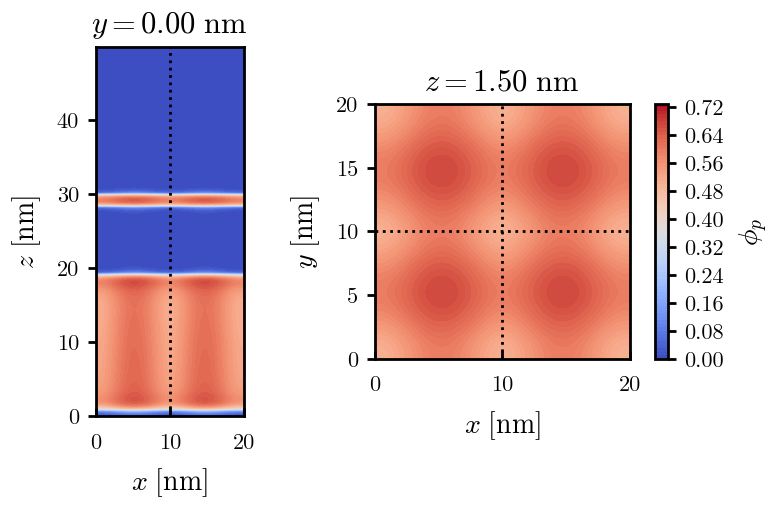 y = 0.00 nm
z [nm]
40
30
20
10
0
0 10 20
x [nm]
z = 1.50 nm
y [nm]
20
15
10
5
0
0 10 20
x [nm]
0.72
0.64
0.56
0.48
0.40
0.32
0.24
0.16
0.08
0.00
ϕₚ